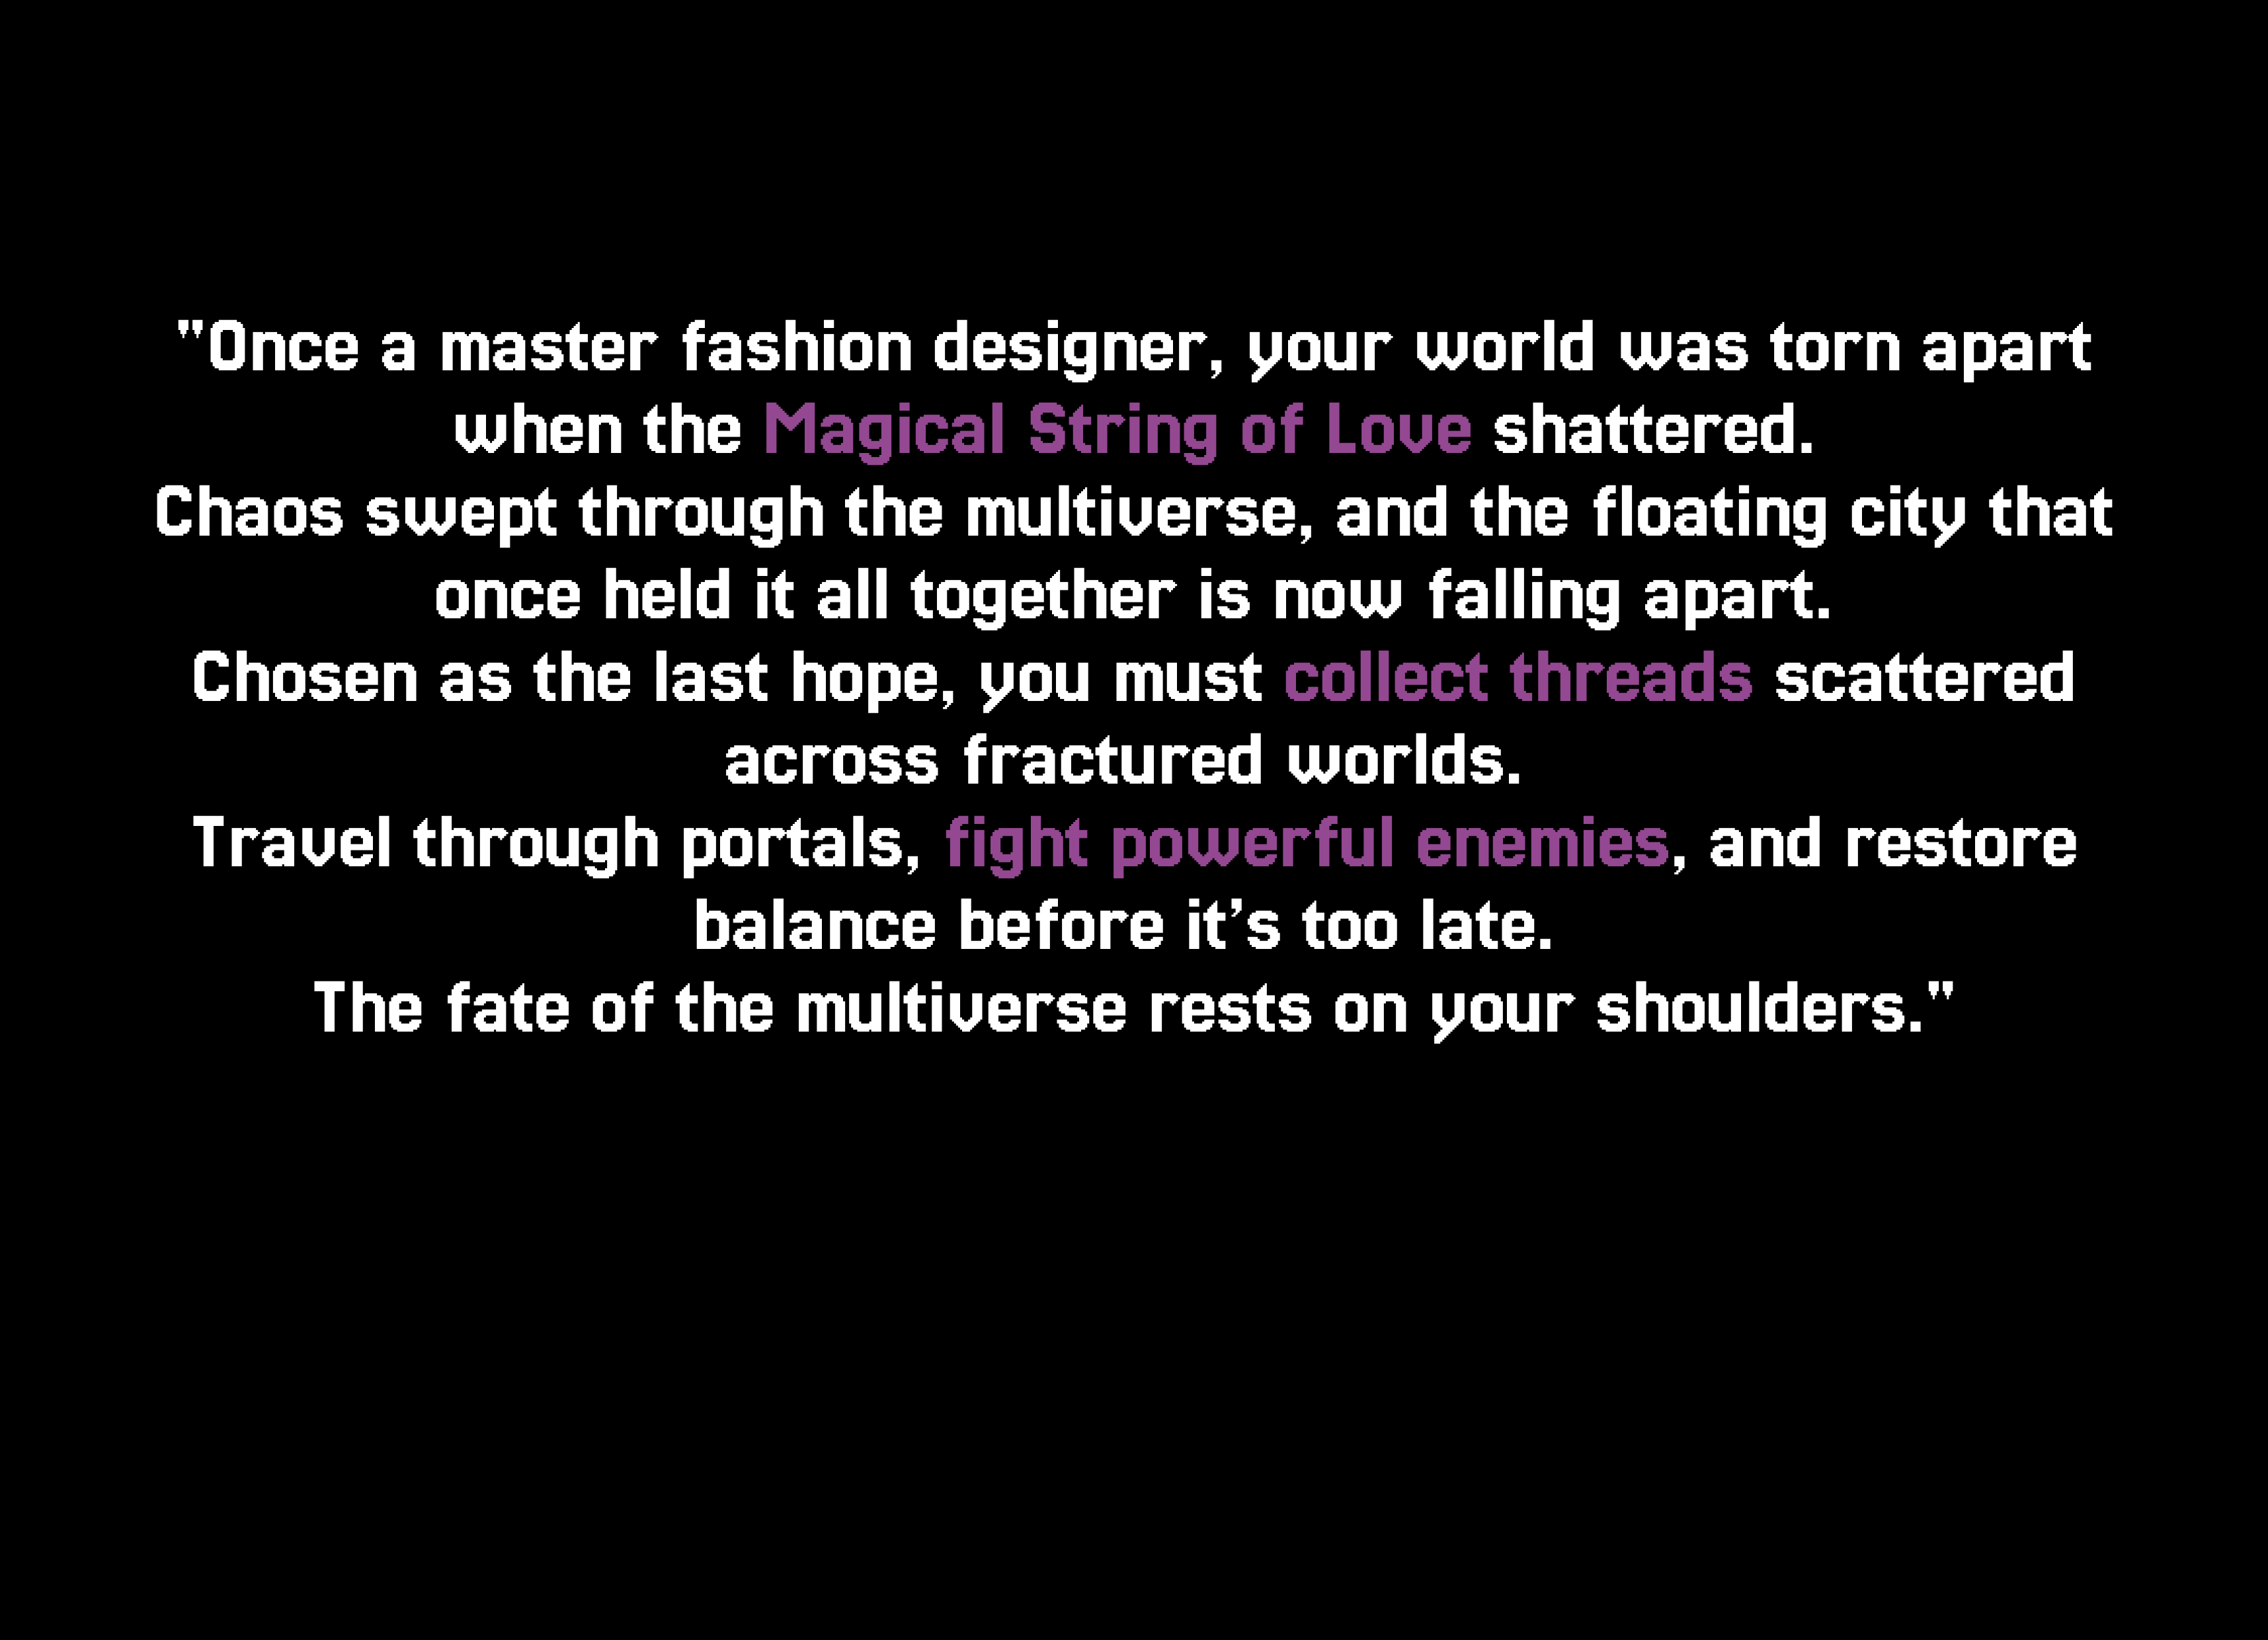 "Once a master fashion designer, your world was torn apart
when the Magical String of Love shattered.
Chaos swept through the multiverse, and the floating city that
once held it all together is now falling apart.
Chosen as the last hope, you must collect threads scattered
across fractured worlds.
Travel through portals, fight powerful enemies, and restore
balance before it’s too late.
The fate of the multiverse rests on your shoulders."